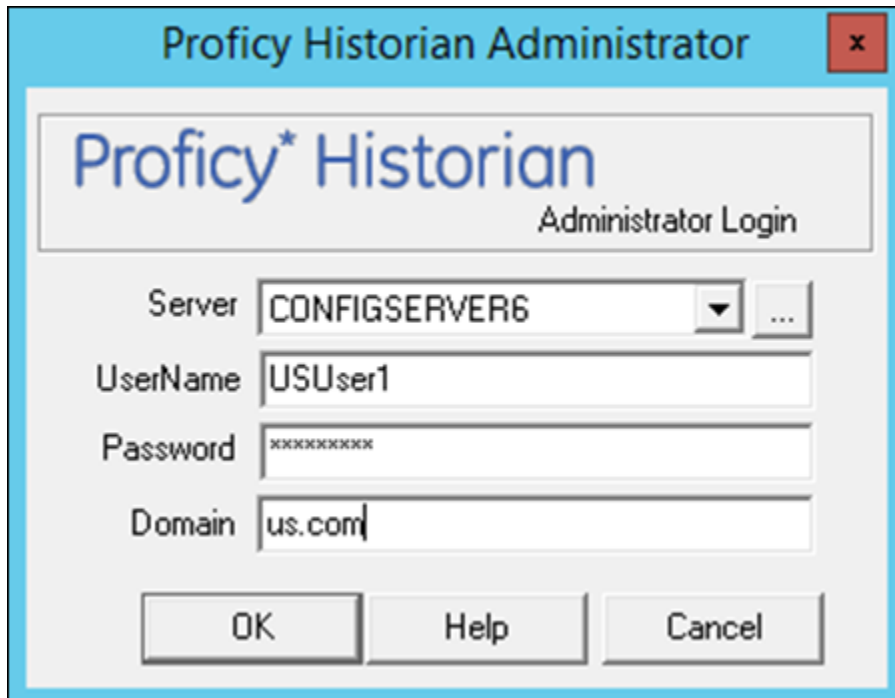 Proficy Historian Administrator x
Proficy* Historian
Administrator Login
Server CONFIGSERVER6 ...
UserName USUser1
Password *********
Domain us.com
OK Help Cancel